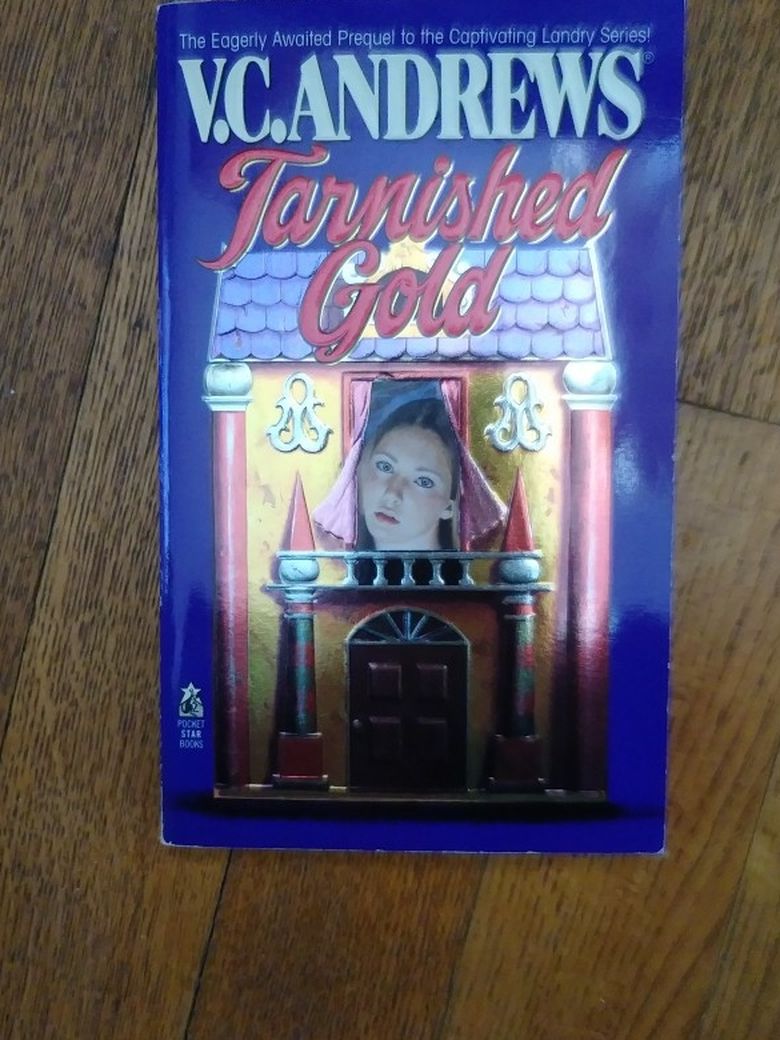 The Eagerly Awaited Prequel to the Captivating Landry Series!
V.C. ANDREWS®
Tarnished
Gold
POCKET
STAR
BOOKS